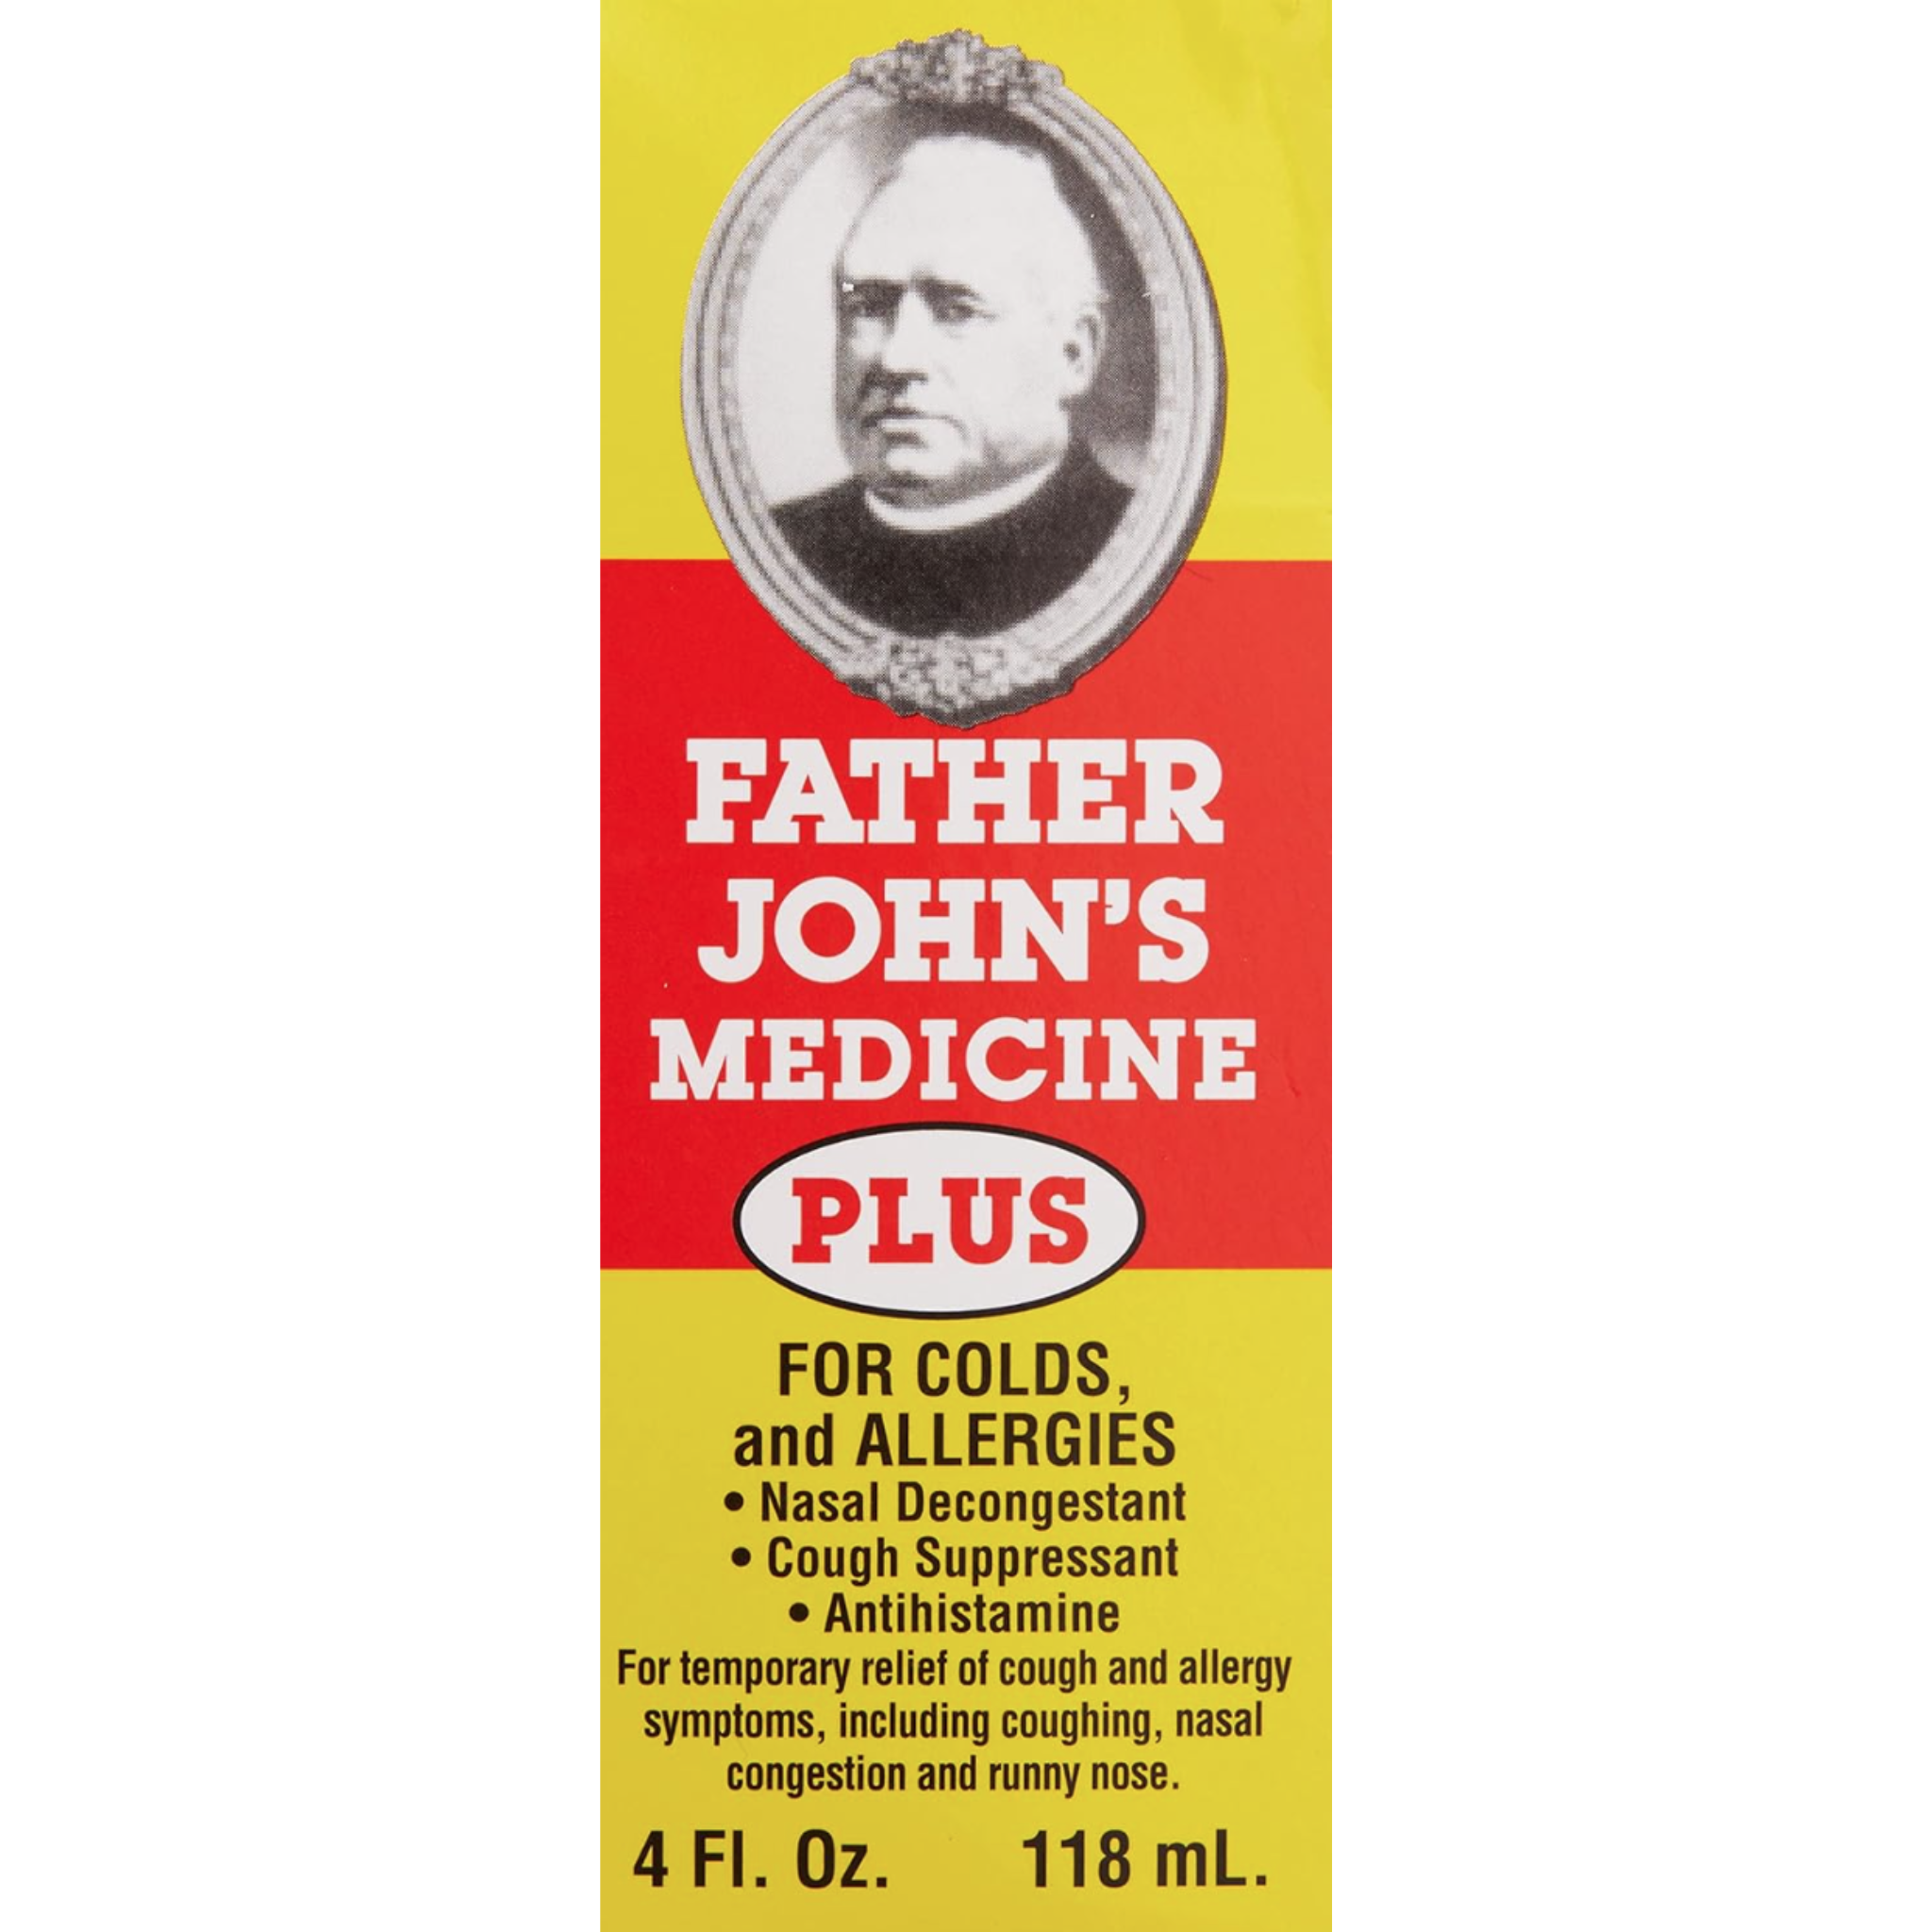 FATHER
JOHN'S
MEDICINE
PLUS
FOR COLDS,
and ALLERGIES
• Nasal Decongestant
• Cough Suppressant
• Antihistamine
For temporary relief of cough and allergy
symptoms, including coughing, nasal
congestion and runny nose.
4 Fl. Oz. 118 mL.